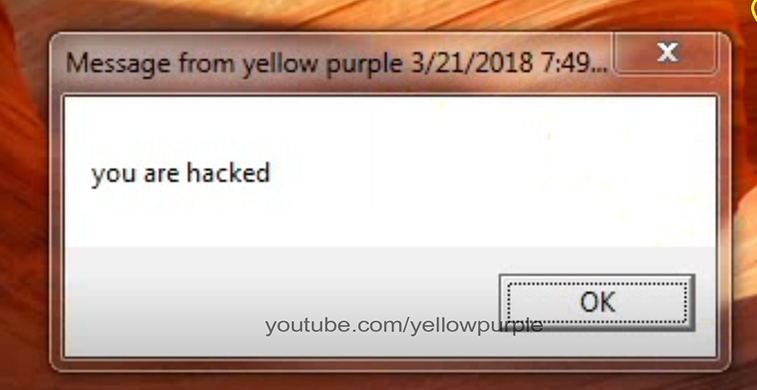 Message from yellow purple 3/21/2018 7:49...
you are hacked
OK
youtube.com/yellowpurple